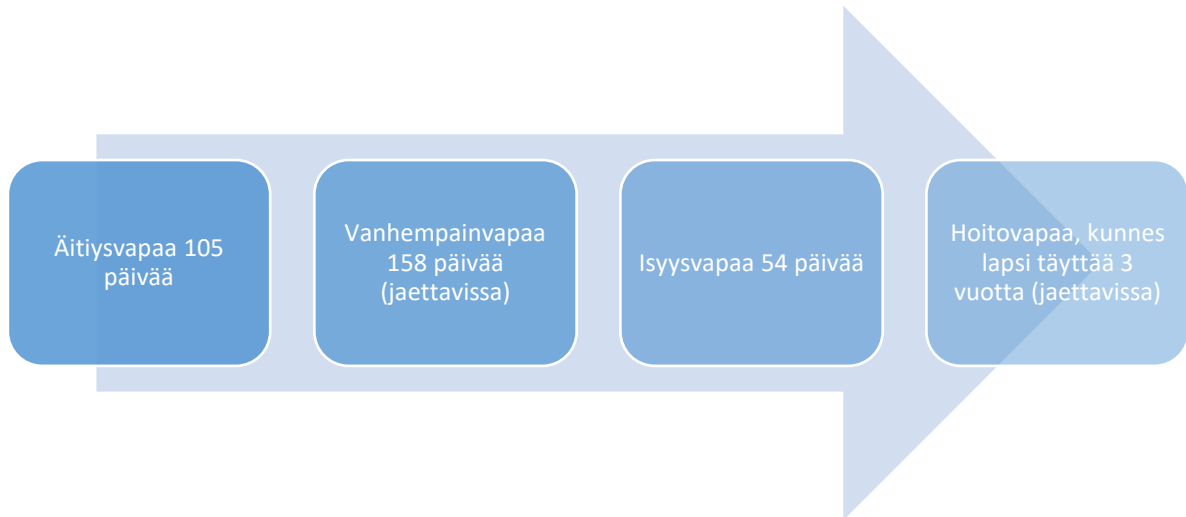 Äitiysvapaa 105
päivää
Vanhempainvapaa
158 päivää
(jaettavissa)
Isyysvapaa 54 päivää
Hoitovapaa, kunnes
lapsi täyttää 3
vuotta (jaettavissa)